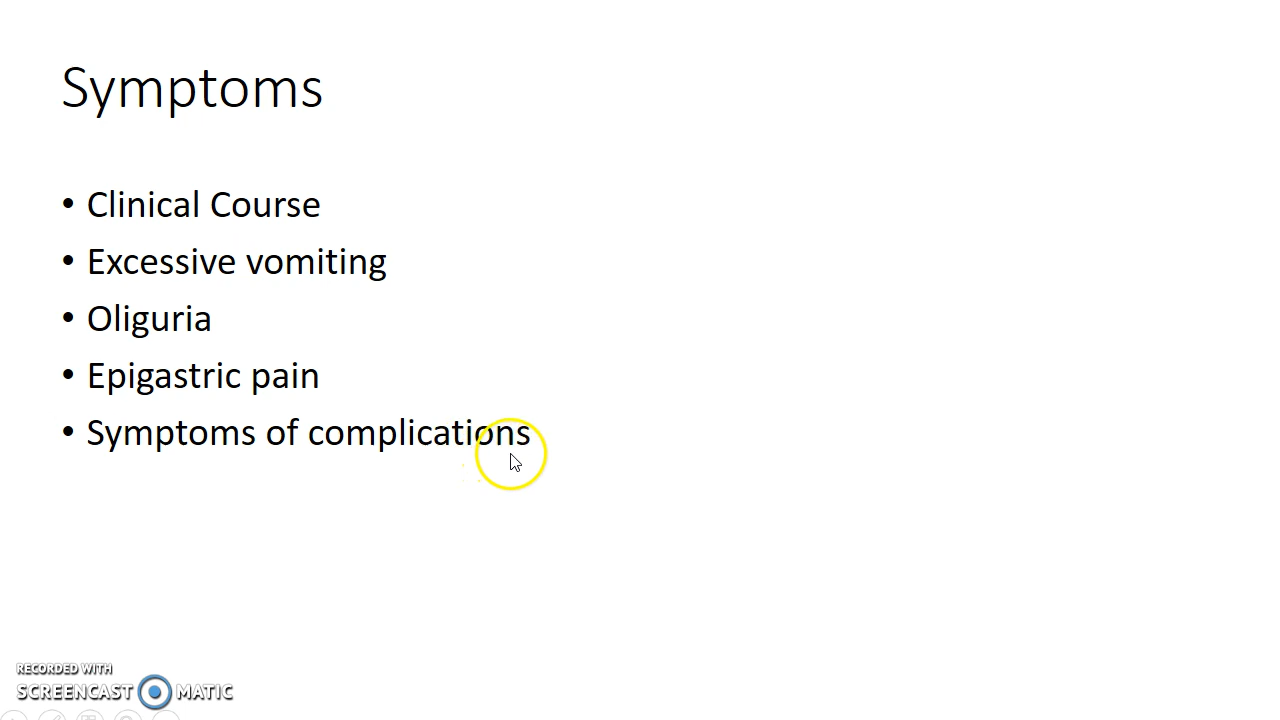 Symptoms
• Clinical Course
• Excessive vomiting
• Oliguria
• Epigastric pain
• Symptoms of complications
RECORDED WITH
SCREENCAST MATIC